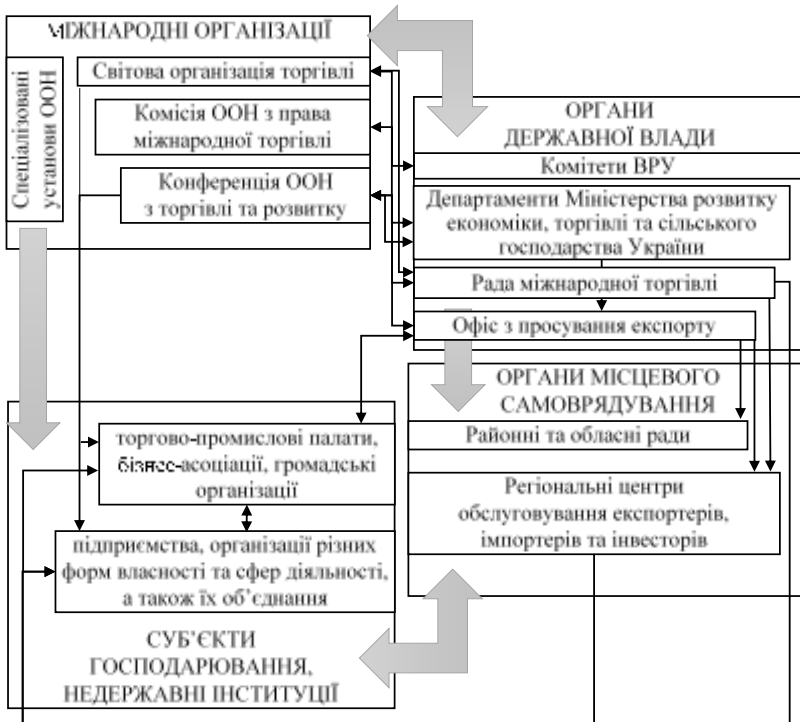 МІЖНАРОДНІ ОРГАНІЗАЦІЇ
Спеціалізовані
установи ООН
Світова організація торгівлі
Комісія ООН з права
міжнародної торгівлі
Конференція ООН
з торгівлі та розвитку
ОРГАНИ
ДЕРЖАВНОЇ ВЛАДИ
Комітети ВРУ
Департаменти Міністерства розвитку
економіки, торгівлі та сільського
господарства України
Рада міжнародної торгівлі
Офіс з просування експорту
ОРГАНИ МІСЦЕВОГО
САМОВРЯДУВАННЯ
Районні та обласні ради
Регіональні центри
обслуговування експортерів,
імпортерів та інвесторів
торгово-промислові палати,
бізнес-асоціації, громадські
організації
підприємства, організації різних
форм власності та сфер діяльності,
а також їх об’єднання
СУБ’ЄКТИ
ГОСПОДАРЮВАННЯ,
НЕДЕРЖАВНІ ІНСТИТУЦІЇ